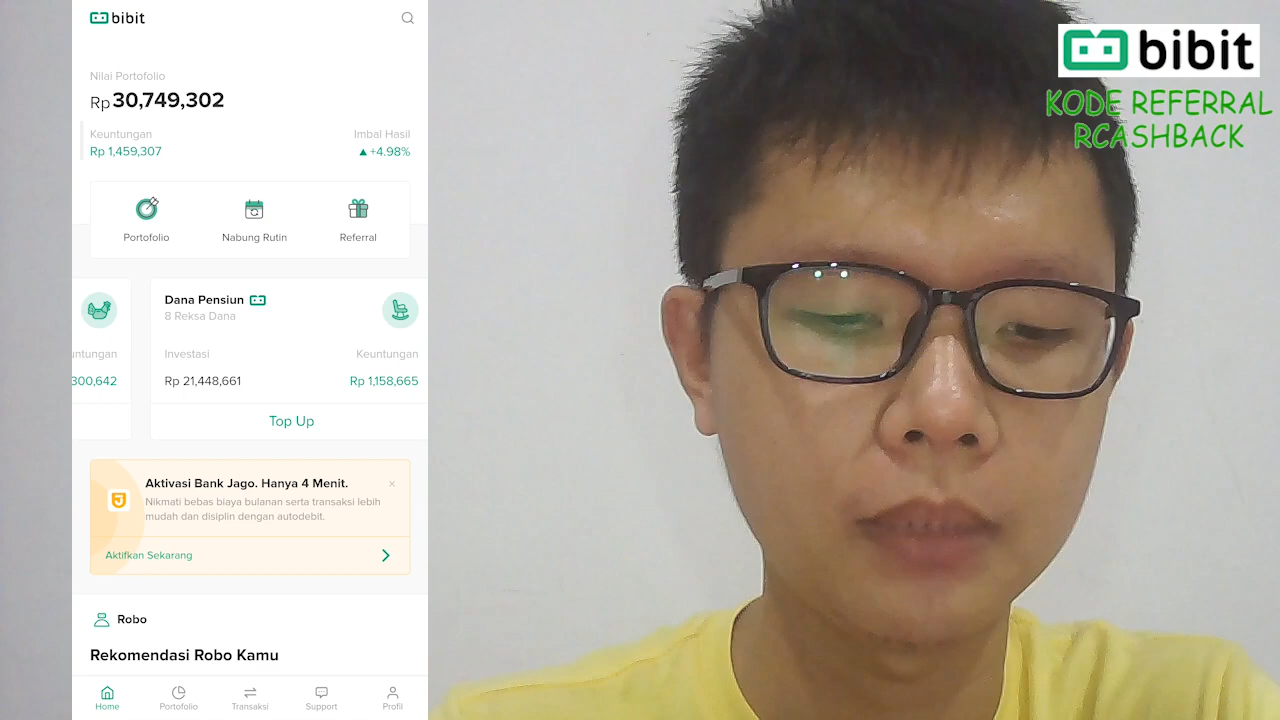 bibit
Nilai Portofolio
Rp 30,749,302
Keuntungan
Imbal Hasil
Rp 1,459,307
+4.98%
Portofolio
Nabung Rutin
Referral
Dana Pensiun
8 Reksa Dana
untungan
Investasi
Keuntungan
300,642
Rp 21,448,661
Rp 1,158,665
Top Up
Aktivasi Bank Jago. Hanya 4 Menit.
Nikmati bebas biaya bulanan serta transaksi lebih
mudah dan disiplin dengan autodebit.
Aktifkan Sekarang
Robo
Rekomendasi Robo Kamu
Home
Portofolio
Transaksi
Support
Profil
bibit
KODE REFERRAL
RCASHBACK